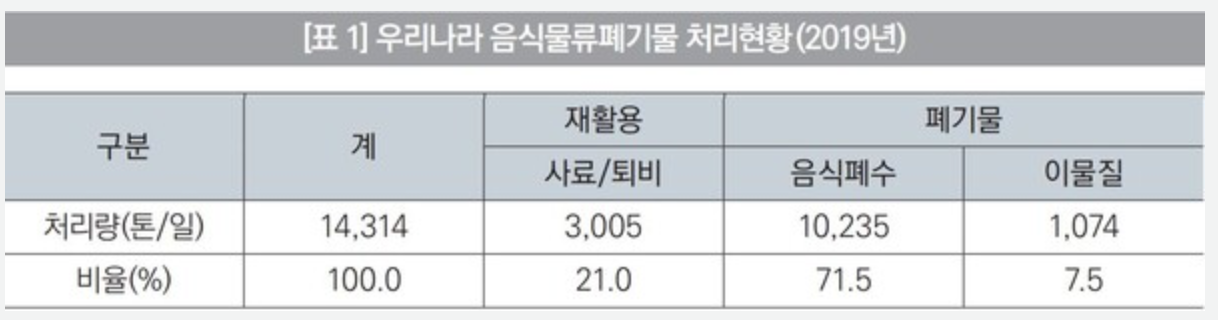 [표 1] 우리나라 음식물류폐기물 처리현황(2019년)
구분 계 재활용 폐기물
사료/퇴비 음식폐수 이물질
처리량(톤/일) 14,314 3,005 10,235 1,074
비율(%) 100.0 21.0 71.5 7.5